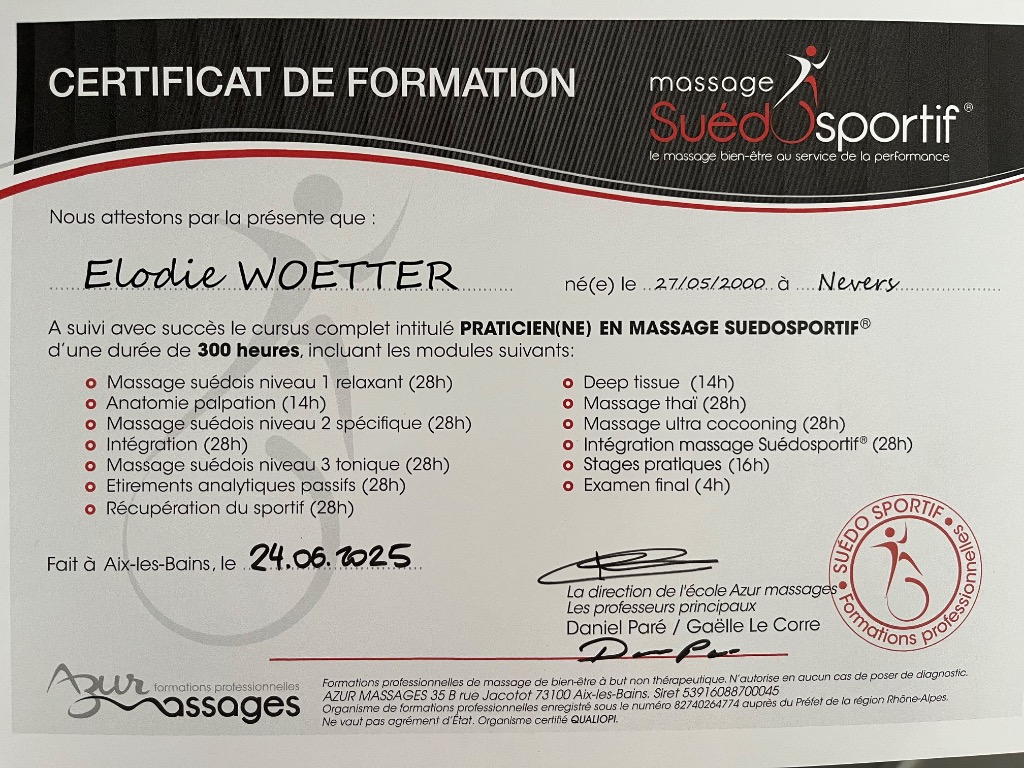 CERTIFICAT DE FORMATION
massage
Suédosportif®
le massage bien-être au service de la performance
Nous attestons par la présente que :
Elodie WOETTER né(e) le 27/05/2000 à Nevers
A suivi avec succès le cursus complet intitulé PRATICIEN(NE) EN MASSAGE SUEDOSPORTIF®
d'une durée de 300 heures, incluant les modules suivants:
Massage suédois niveau 1 relaxant (28h)
Anatomie palpation (14h)
Massage suédois niveau 2 spécifique (28h)
Intégration (28h)
Massage suédois niveau 3 tonique (28h)
Etirements analytiques passifs (28h)
Récupération du sportif (28h)
Deep tissue (14h)
Massage thaï (28h)
Massage ultra cocooning (28h)
Intégration massage Suédosportif® (28h)
Stages pratiques (16h)
Examen final (4h)
Fait à Aix-les-Bains, le 24.06.2025
La direction de l'école Azur massages
Les professeurs principaux
Daniel Paré / Gaëlle Le Corre
SUÉDO SPORTIF
Formations professionnelles
Azur formations professionnelles
massages
Formations professionnelles de massage de bien-être à but non thérapeutique. N'autorise en aucun cas de poser de diagnostic.
AZUR MASSAGES 35 B rue Jacotot 73100 Aix-les-Bains. Siret 53916088700045
Organisme de formations professionnelles enregistré sous le numéro 82740264774 auprès du Préfet de la région Rhône-Alpes.
Ne vaut pas agrément d'État. Organisme certifié QUALIOPI.